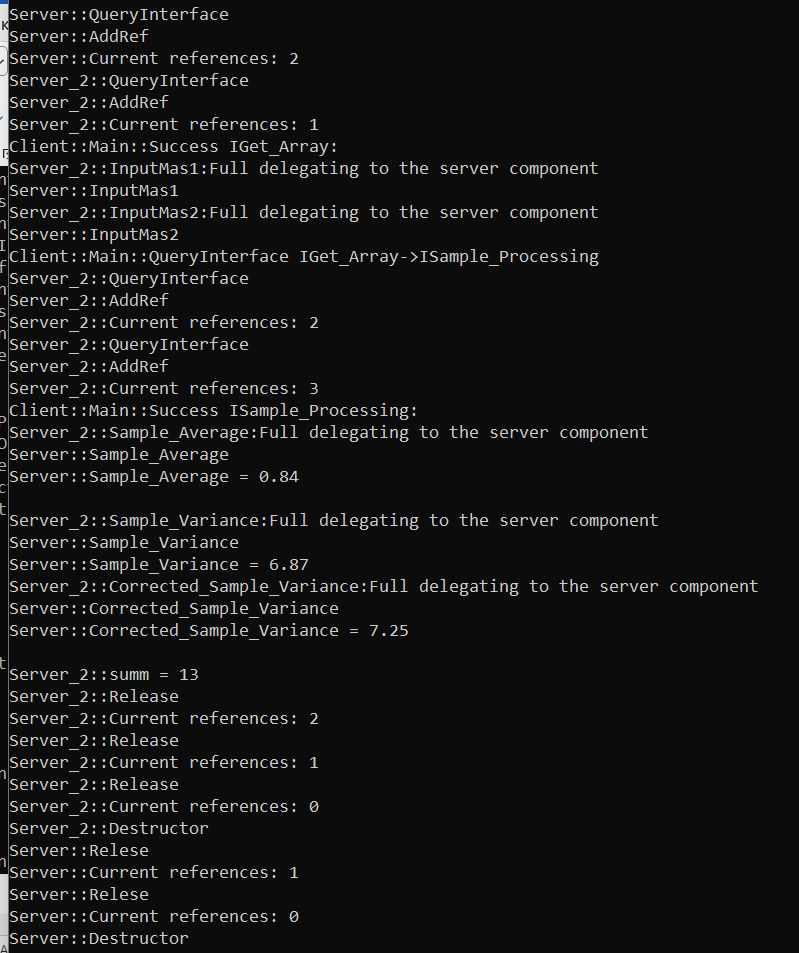 Server::QueryInterface
Server::AddRef
Server::Current references: 2
Server_2::QueryInterface
Server_2::AddRef
Server_2::Current references: 1
Client::Main::Success IGet_Array:
Server_2::InputMas1:Full delegating to the server component
Server::InputMas1
Server_2::InputMas2:Full delegating to the server component
Server::InputMas2
Client::Main::QueryInterface IGet_Array->ISample_Processing
Server_2::QueryInterface
Server_2::AddRef
Server_2::Current references: 2
Server_2::QueryInterface
Server_2::AddRef
Server_2::Current references: 3
Client::Main::Success ISample_Processing:
Server_2::Sample_Average:Full delegating to the server component
Server::Sample_Average
Server::Sample_Average = 0.84

Server_2::Sample_Variance:Full delegating to the server component
Server::Sample_Variance
Server::Sample_Variance = 6.87
Server_2::Corrected_Sample_Variance:Full delegating to the server component
Server::Corrected_Sample_Variance
Server::Corrected_Sample_Variance = 7.25

Server_2::summ = 13
Server_2::Release
Server_2::Current references: 2
Server_2::Release
Server_2::Current references: 1
Server_2::Release
Server_2::Current references: 0
Server_2::Destructor
Server::Relese
Server::Current references: 1
Server::Relese
Server::Current references: 0
Server::Destructor